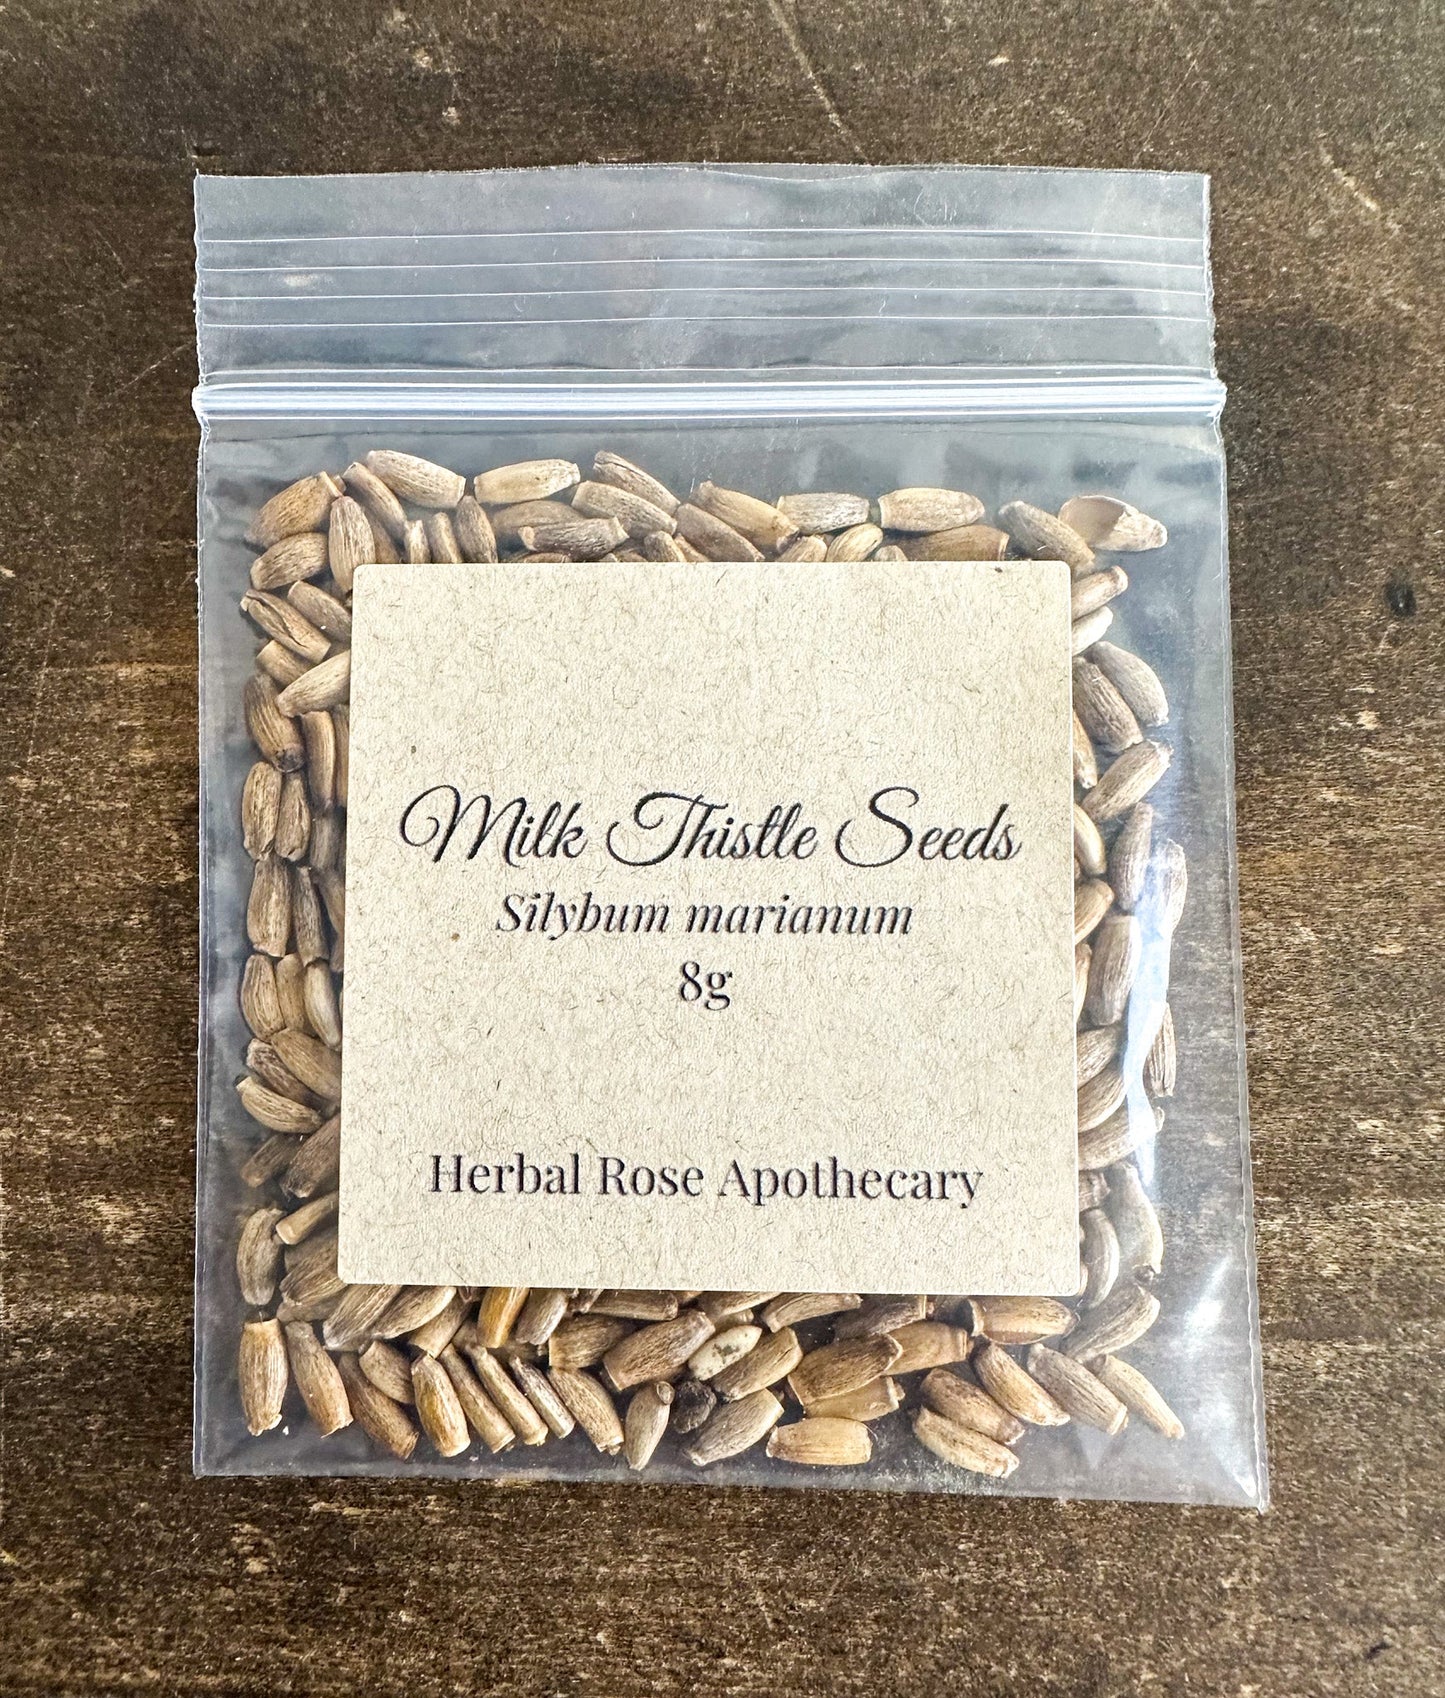 Milk Thistle Seeds
Silybum marianum
8g
Herbal Rose Apothecary